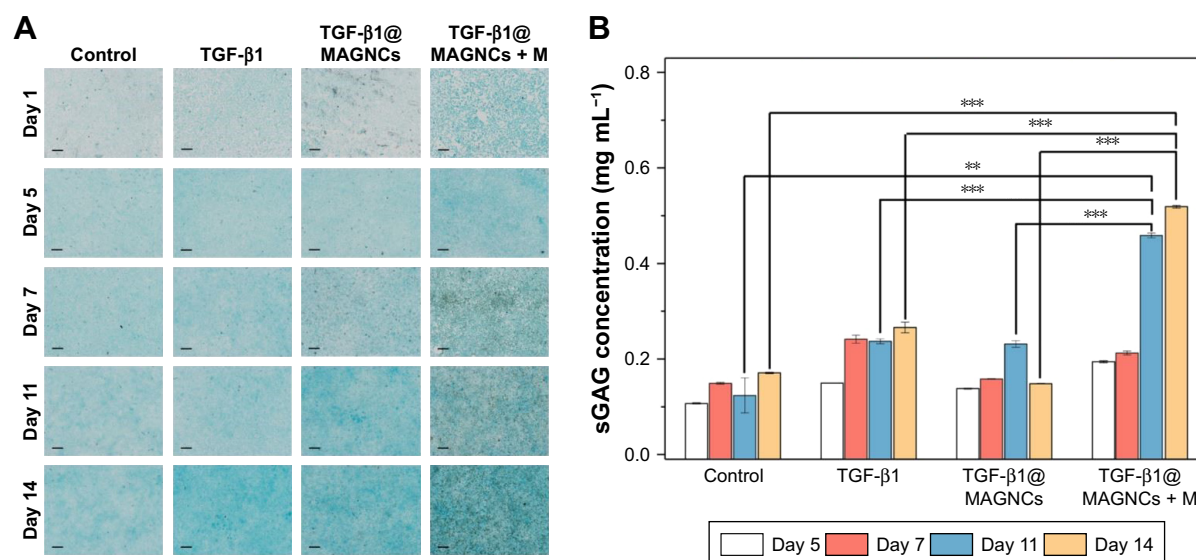 A
Control
TGF-β1
TGF-β1@
MAGNCs
TGF-β1@
MAGNCs + M
Day 1
Day 5
Day 7
Day 11
Day 14
B
sGAG concentration (mg mL⁻¹)
0.8
0.6
0.4
0.2
0.0
***
***
***
**
***
***
Control
TGF-β1
TGF-β1@
MAGNCs
TGF-β1@
MAGNCs + M
Day 5
Day 7
Day 11
Day 14